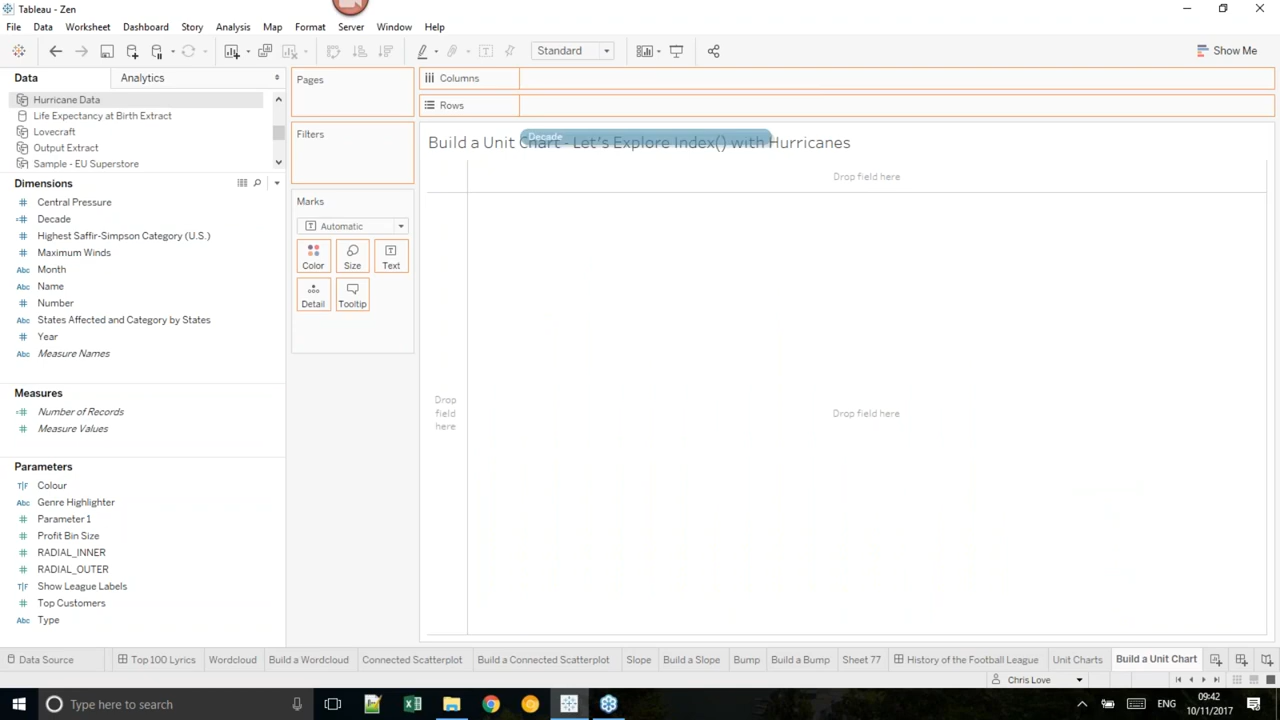 Tableau - Zen
File Data Worksheet Dashboard Story Analysis Map Format Server Window Help
Standard
Show Me
Data Analytics
Hurricane Data
Life Expectancy at Birth Extract
Lovecraft
Output Extract
Sample - EU Superstore
Dimensions
# Central Pressure
Decade
# Highest Saffir-Simpson Category (U.S.)
# Maximum Winds
Abc Month
Abc Name
# Number
Abc States Affected and Category by States
# Year
Abc Measure Names
Measures
Number of Records
# Measure Values
Parameters
T|F Colour
Abc Genre Highlighter
# Parameter 1
# Profit Bin Size
# RADIAL_INNER
# RADIAL_OUTER
T|F Show League Labels
# Top Customers
Abc Type
Pages
Filters
Marks
Automatic
Color Size Text
Detail Tooltip
Columns
Rows
Decade
Build a Unit Chart - Let's Explore Index() with Hurricanes
Drop field here
Drop
field
here
Drop field here
Data Source Top 100 Lyrics Wordcloud Build a Wordcloud Connected Scatterplot Build a Connected Scatterplot Slope Build a Slope Bump Build a Bump Sheet 77 History of the Football League Unit Charts Build a Unit Chart
Chris Love
Type here to search
ENG
09:42
10/11/2017